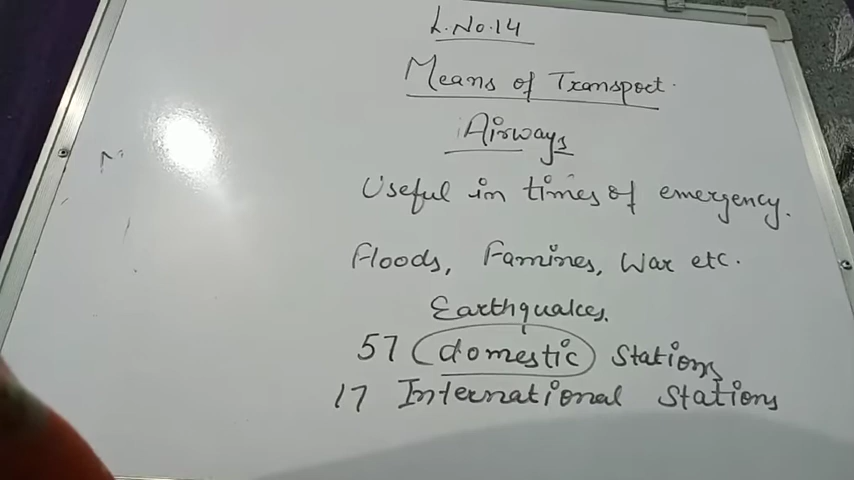 L.No.14
Means of Transport.
Airways
Useful in times of emergency.
Floods, Famines, War etc.
Earthquakes.
57 domestic Stations
17 International Stations